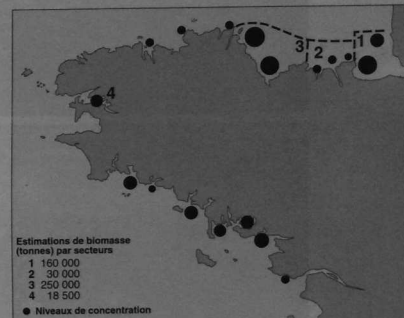 3
2
1
4
Estimations de biomasse
(tonnes) par secteurs
1 160 000
2 30 000
3 250 000
4 18 500
Niveaux de concentration